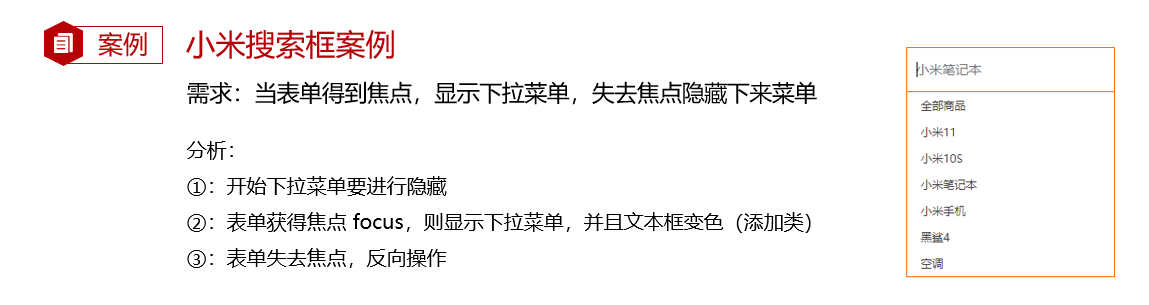 案例
小米搜索框案例
需求：当表单得到焦点，显示下拉菜单，失去焦点隐藏下来菜单
分析：
①：开始下拉菜单要进行隐藏
②：表单获得焦点 focus，则显示下拉菜单，并且文本框变色（添加类）
③：表单失去焦点，反向操作
小米笔记本
全部商品
小米11
小米10S
小米笔记本
小米手机
黑鲨4
空调